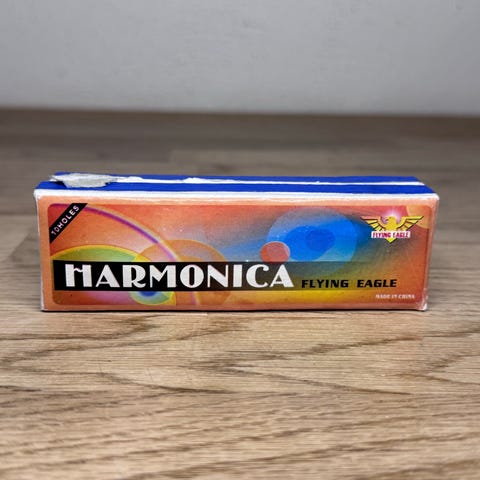 10HOLES
FLYING EAGLE
HARMONICA FLYING EAGLE
MADE IN CHINA